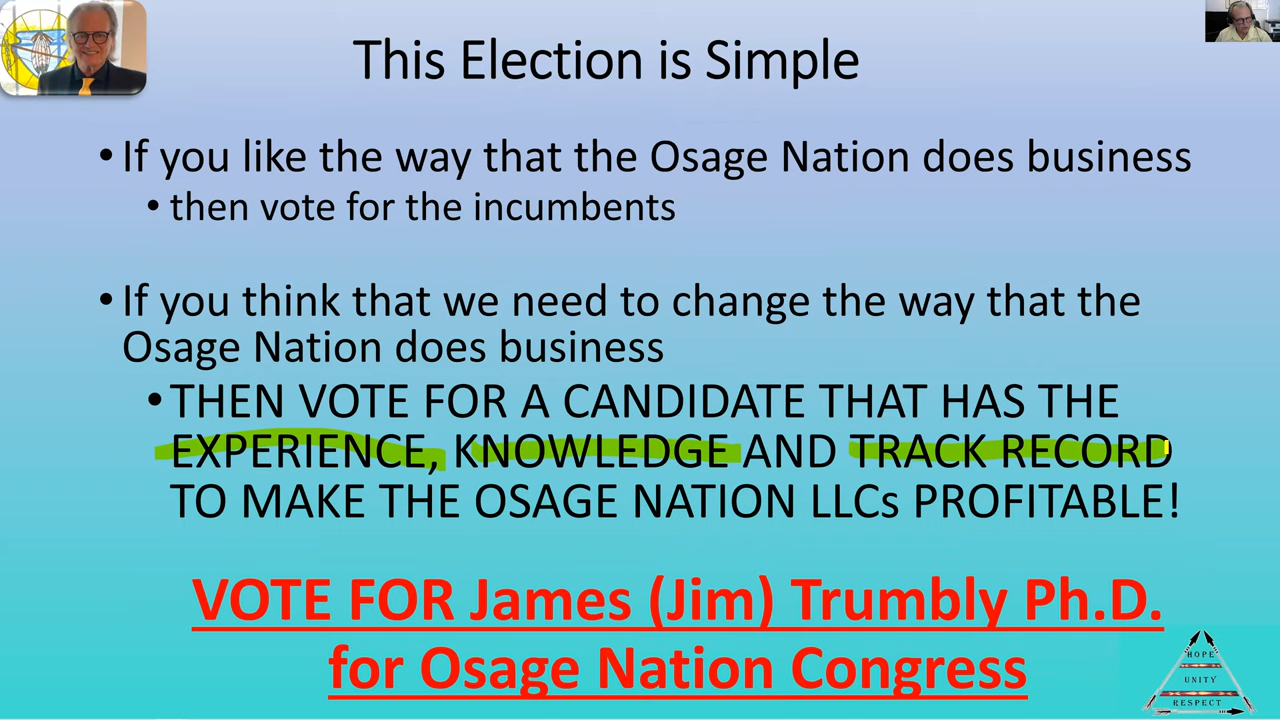 This Election is Simple
• If you like the way that the Osage Nation does business
• then vote for the incumbents
• If you think that we need to change the way that the
Osage Nation does business
• THEN VOTE FOR A CANDIDATE THAT HAS THE
EXPERIENCE, KNOWLEDGE AND TRACK RECORD
TO MAKE THE OSAGE NATION LLCs PROFITABLE!
VOTE FOR James (Jim) Trumbly Ph.D.
for Osage Nation Congress
HOPE
UNITY
RESPECT